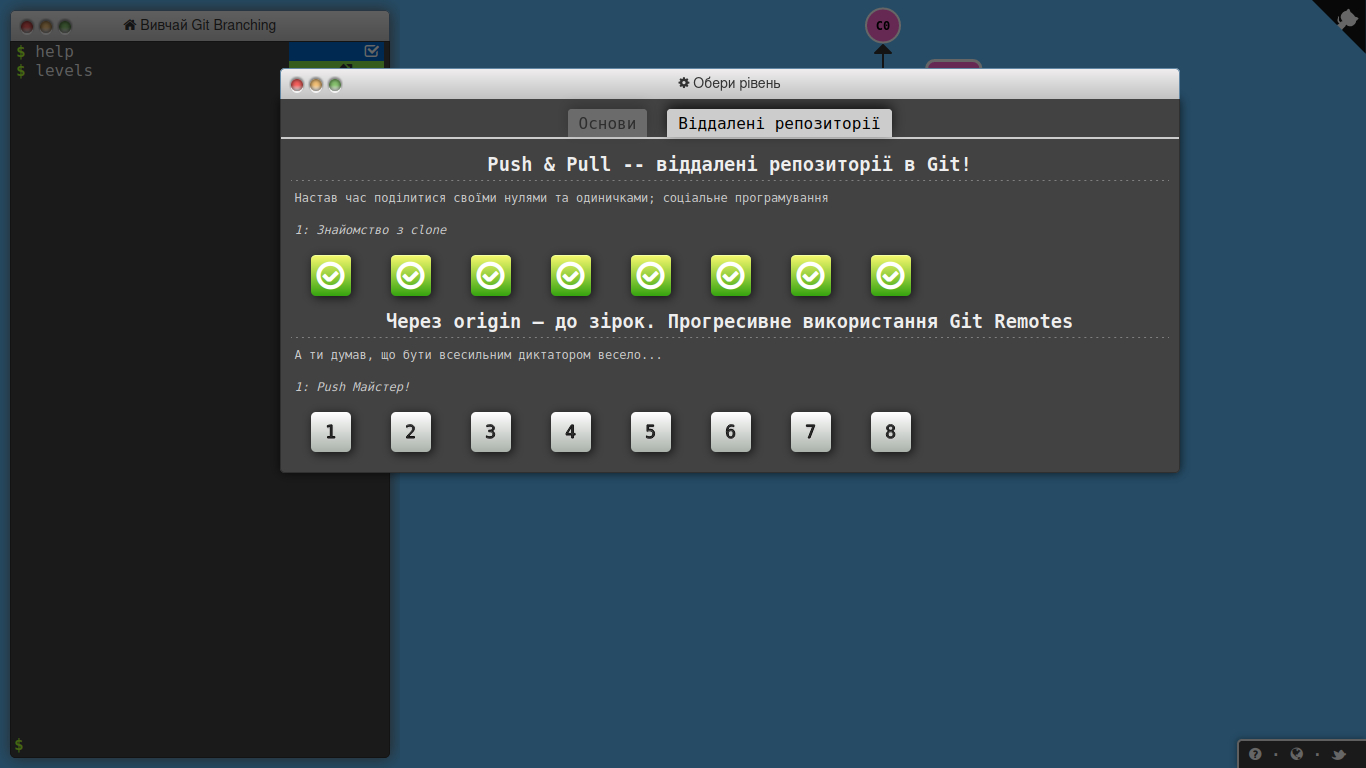 Вивчай Git Branching
$ help
$ levels
C0
Обери рівень
Основи
Віддалені репозиторії
Push & Pull -- віддалені репозиторії в Git!
Настав час поділитися своїми нулями та одиничками; соціальне програмування
1: Знайомство з clone
Через origin – до зірок. Прогресивне використання Git Remotes
А ти думав, що бути всесильним диктатором весело...
1: Push Майстер!
1 2 3 4 5 6 7 8
$